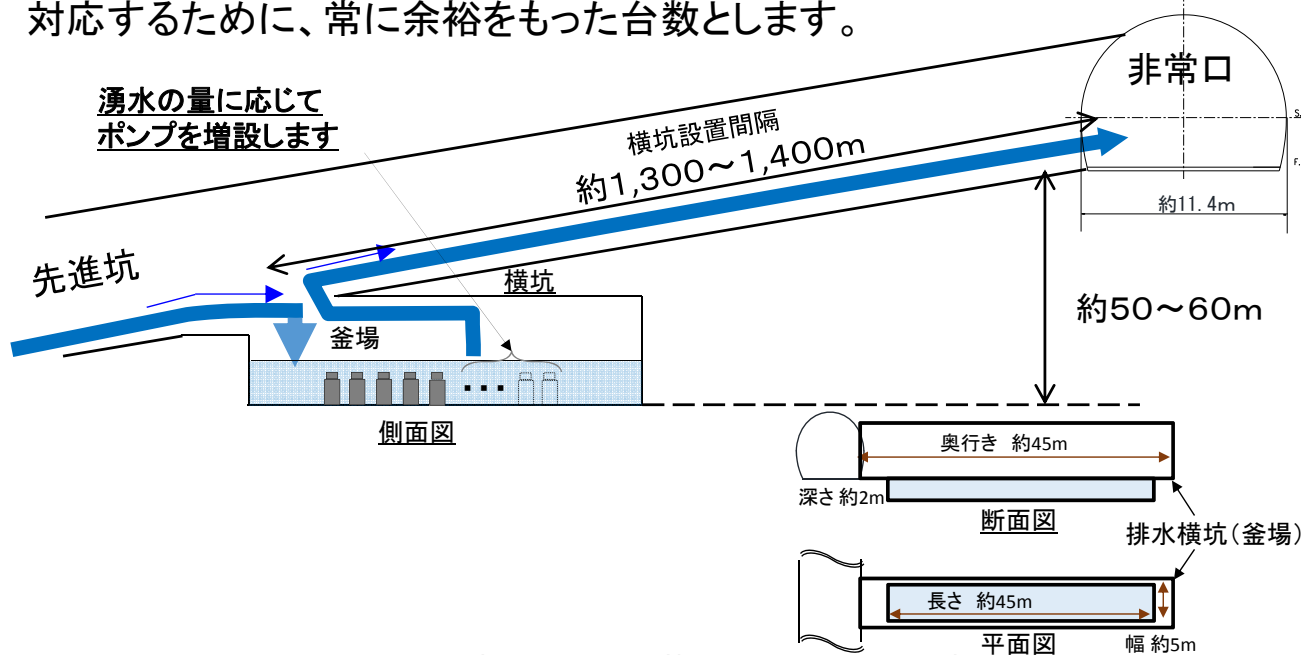 対応するために、常に余裕をもった台数とします。
湧水の量に応じて
ポンプを増設します
非常口
横坑設置間隔
約1,300～1,400m
約11.4m
先進坑
横坑
釜場
約50～60m
・・・
側面図
奥行き 約45m
深さ 約2m
断面図
排水横坑（釜場）
長さ 約45m
平面図
幅 約5m